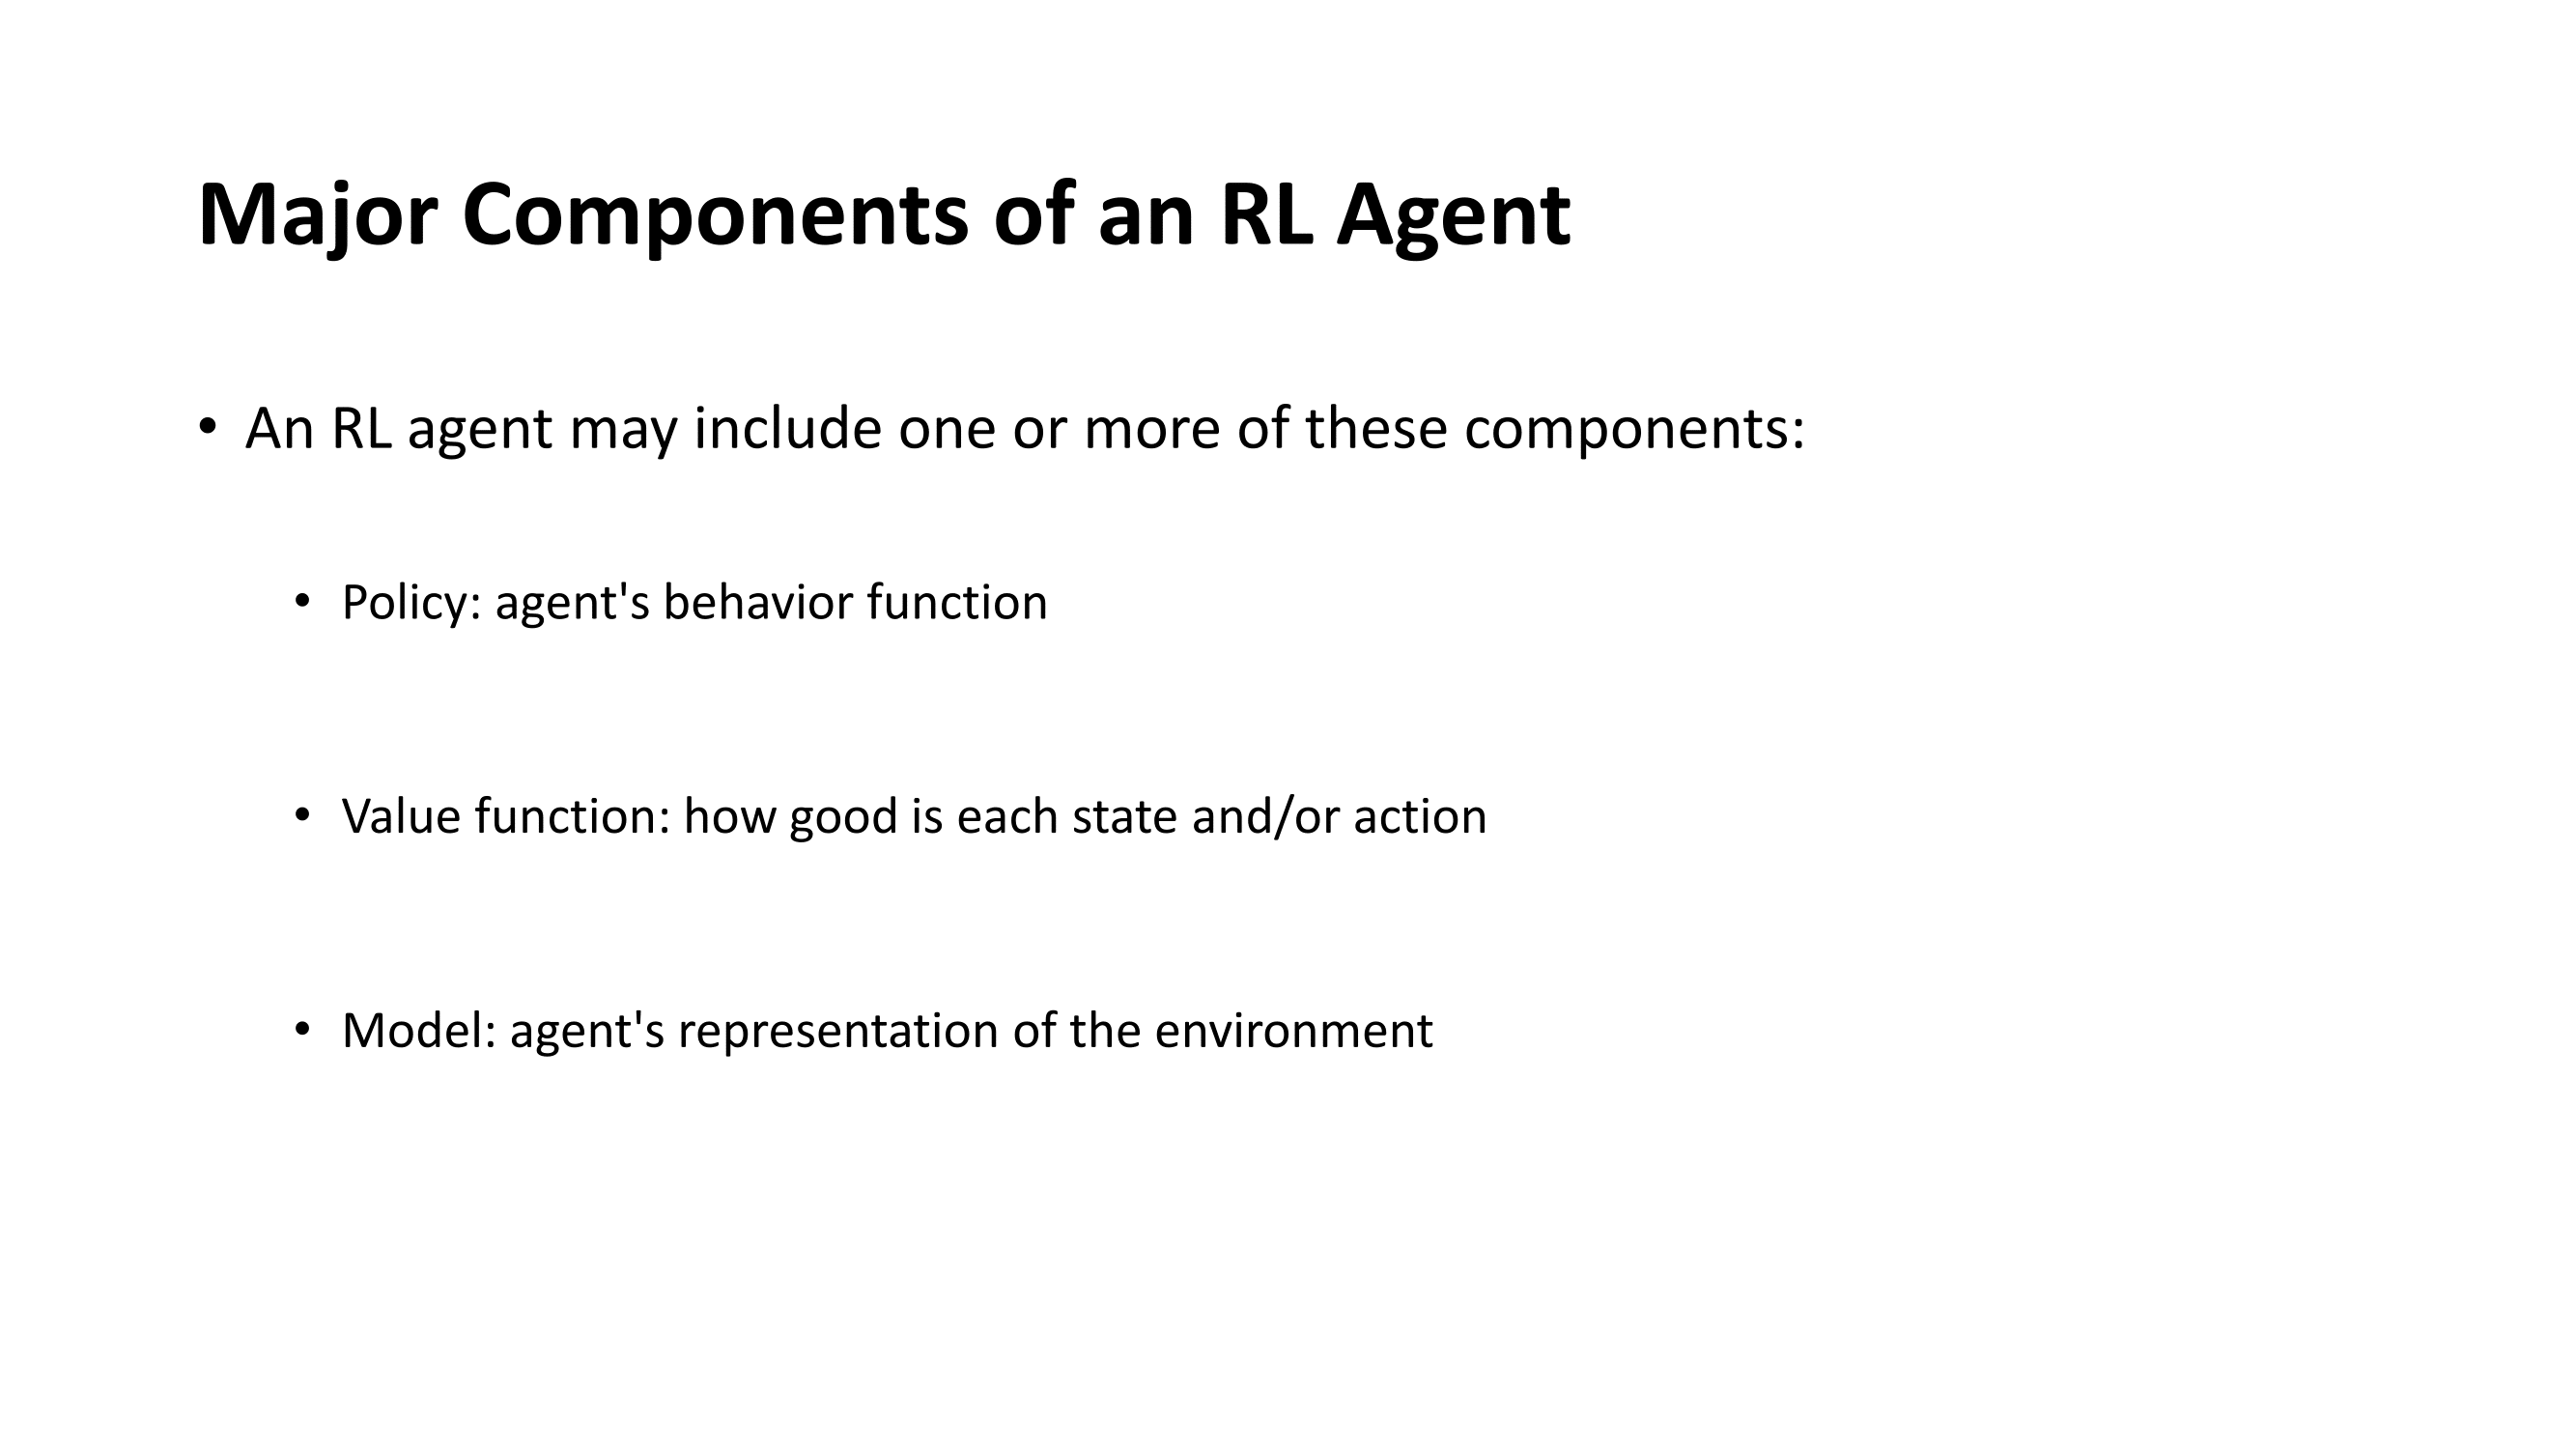 Major Components of an RL Agent
• An RL agent may include one or more of these components:
• Policy: agent's behavior function
• Value function: how good is each state and/or action
• Model: agent's representation of the environment